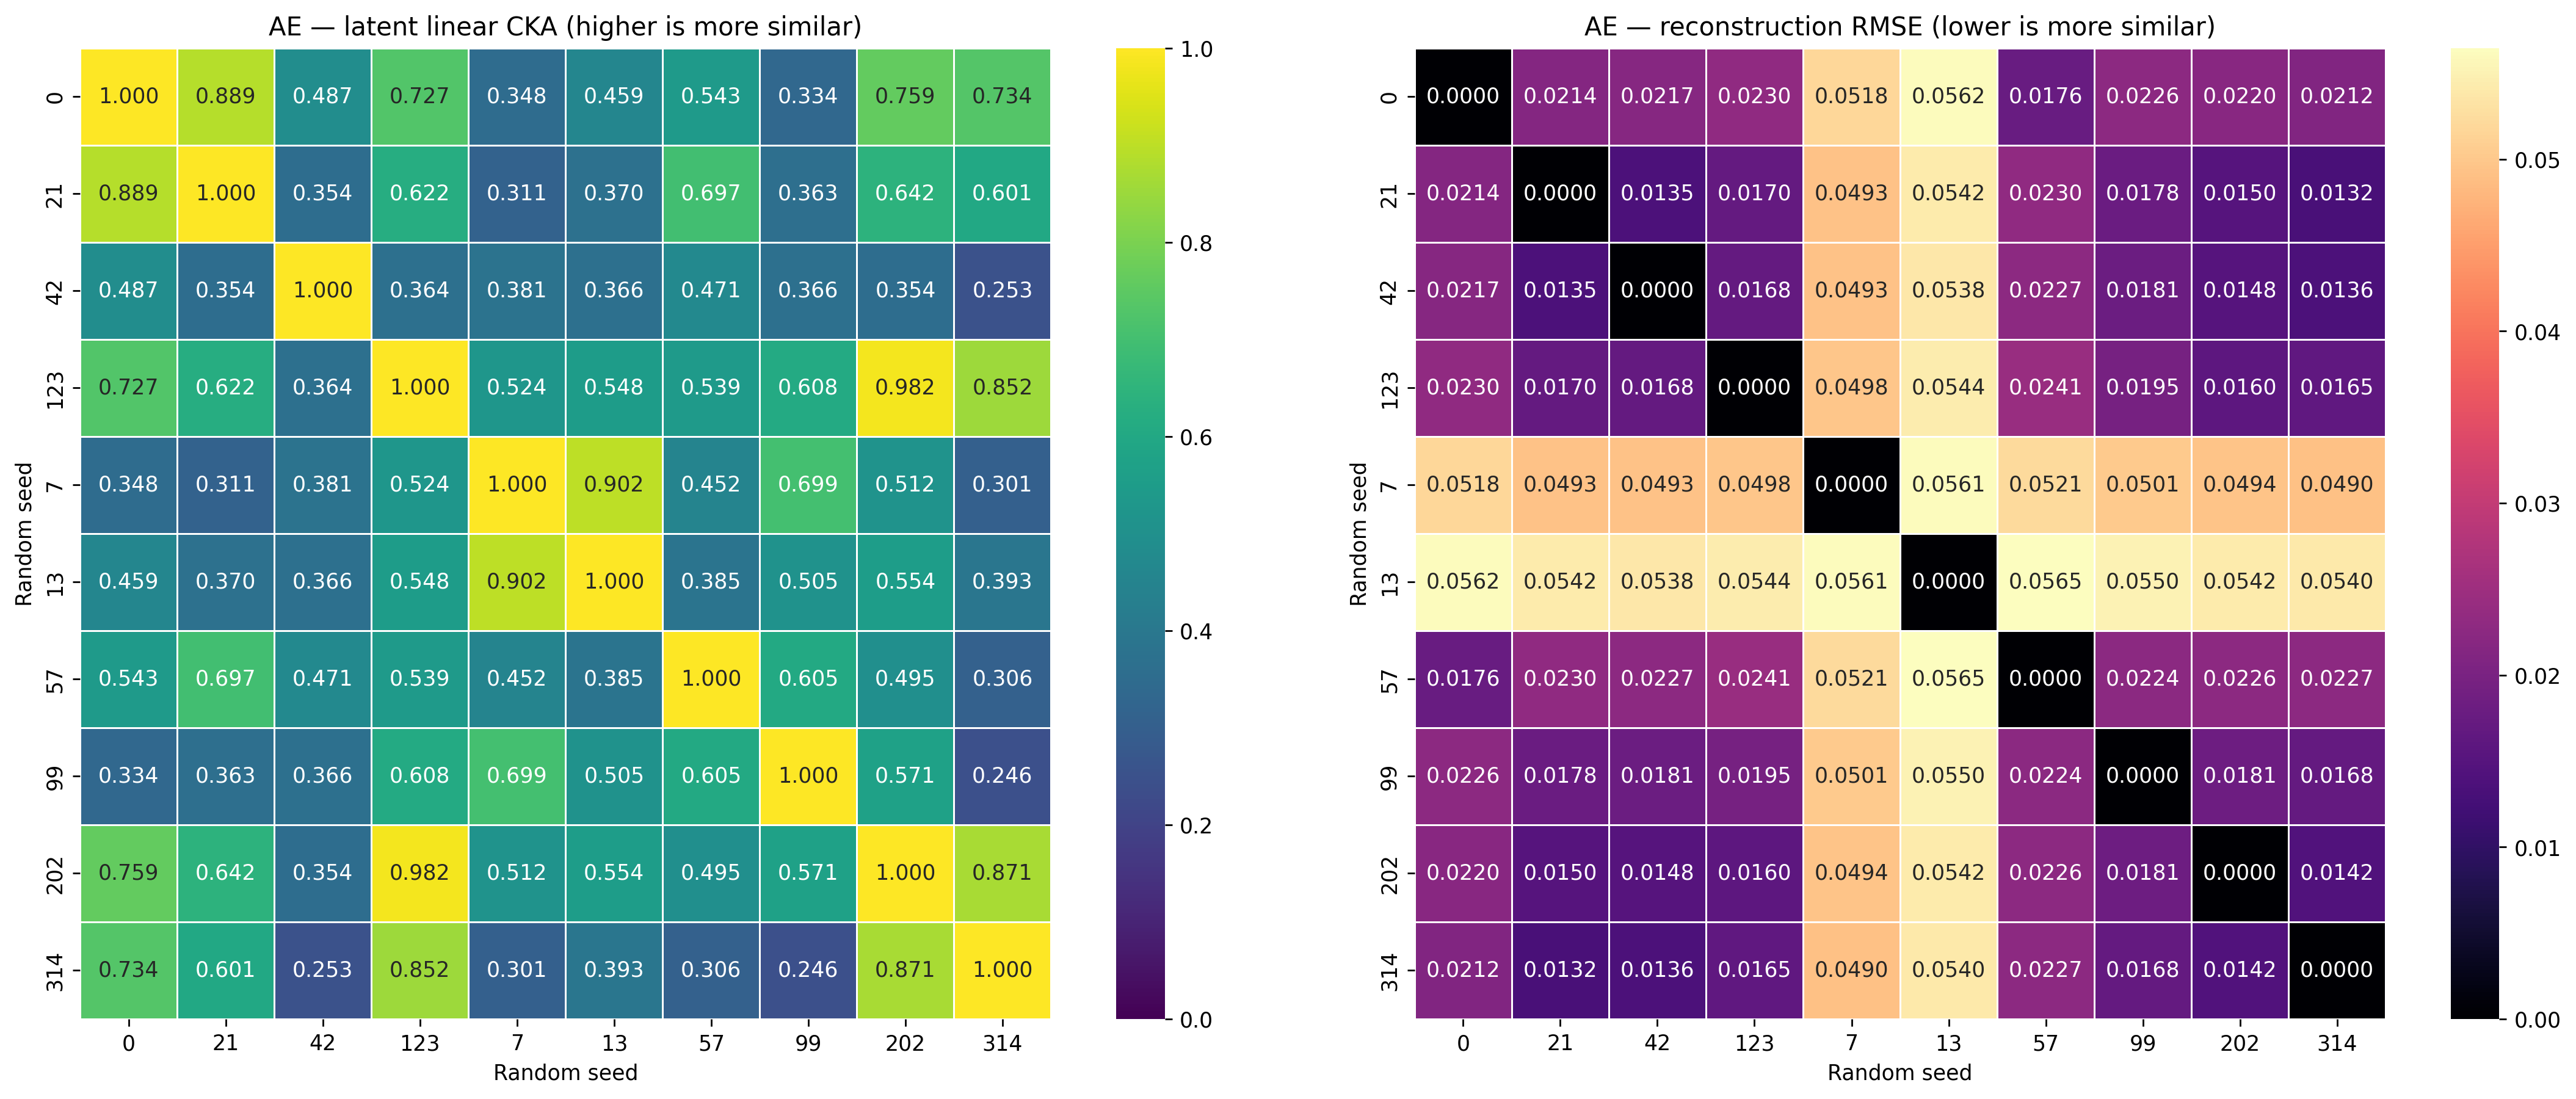 AE — latent linear CKA (higher is more similar)
0 1.000 0.889 0.487 0.727 0.348 0.459 0.543 0.334 0.759 0.734
21 0.889 1.000 0.354 0.622 0.311 0.370 0.697 0.363 0.642 0.601
42 0.487 0.354 1.000 0.364 0.381 0.366 0.471 0.366 0.354 0.253
123 0.727 0.622 0.364 1.000 0.524 0.548 0.539 0.608 0.982 0.852
7 0.348 0.311 0.381 0.524 1.000 0.902 0.452 0.699 0.512 0.301
13 0.459 0.370 0.366 0.548 0.902 1.000 0.385 0.505 0.554 0.393
57 0.543 0.697 0.471 0.539 0.452 0.385 1.000 0.605 0.495 0.306
99 0.334 0.363 0.366 0.608 0.699 0.505 0.605 1.000 0.571 0.246
202 0.759 0.642 0.354 0.982 0.512 0.554 0.495 0.571 1.000 0.871
314 0.734 0.601 0.253 0.852 0.301 0.393 0.306 0.246 0.871 1.000
0 21 42 123 7 13 57 99 202 314
Random seed
Random seed
1.0
0.8
0.6
0.4
0.2
0.0
AE — reconstruction RMSE (lower is more similar)
0 0.0000 0.0214 0.0217 0.0230 0.0518 0.0562 0.0176 0.0226 0.0220 0.0212
21 0.0214 0.0000 0.0135 0.0170 0.0493 0.0542 0.0230 0.0178 0.0150 0.0132
42 0.0217 0.0135 0.0000 0.0168 0.0493 0.0538 0.0227 0.0181 0.0148 0.0136
123 0.0230 0.0170 0.0168 0.0000 0.0498 0.0544 0.0241 0.0195 0.0160 0.0165
7 0.0518 0.0493 0.0493 0.0498 0.0000 0.0561 0.0521 0.0501 0.0494 0.0490
13 0.0562 0.0542 0.0538 0.0544 0.0561 0.0000 0.0565 0.0550 0.0542 0.0540
57 0.0176 0.0230 0.0227 0.0241 0.0521 0.0565 0.0000 0.0224 0.0226 0.0227
99 0.0226 0.0178 0.0181 0.0195 0.0501 0.0550 0.0224 0.0000 0.0181 0.0168
202 0.0220 0.0150 0.0148 0.0160 0.0494 0.0542 0.0226 0.0181 0.0000 0.0142
314 0.0212 0.0132 0.0136 0.0165 0.0490 0.0540 0.0227 0.0168 0.0142 0.0000
0 21 42 123 7 13 57 99 202 314
Random seed
Random seed
0.05
0.04
0.03
0.02
0.01
0.00